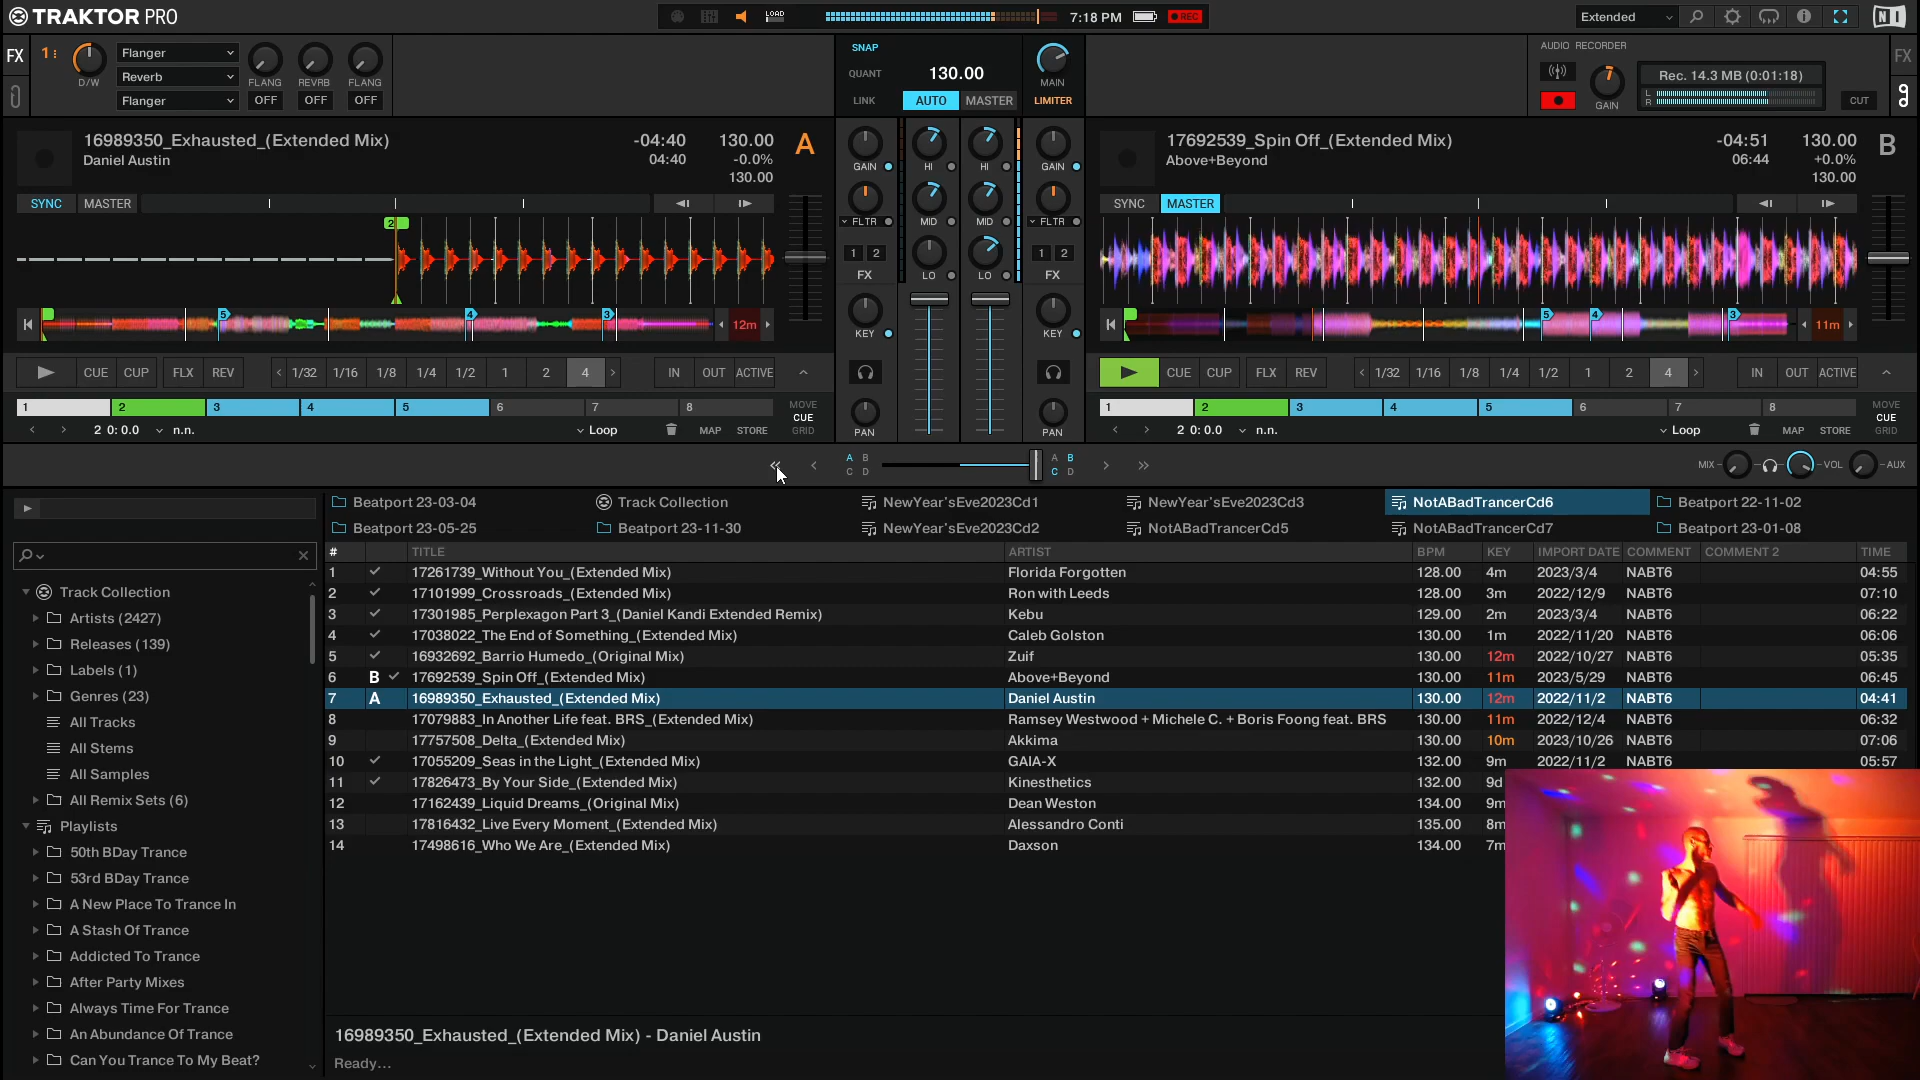 TRAKTOR PRO
LOAD
7:18 PM
REC
Extended
NI
FX
1
D/W
Flanger
Reverb
Flanger
FLANG
REVRB
FLANG
OFF
OFF
OFF
SNAP
QUANT
LINK
130.00
AUTO
MASTER
MAIN
LIMITER
AUDIO RECORDER
GAIN
Rec. 14.3 MB (0:01:18)
L
R
CUT
FX
16989350_Exhausted_(Extended Mix)
Daniel Austin
-04:40
04:40
130.00
-0.0%
130.00
A
SYNC
MASTER
2
5
4
3
12m
CUE
CUP
FLX
REV
1/32
1/16
1/8
1/4
1/2
1
2
4
IN
OUT
ACTIVE
1
2
3
4
5
6
7
8
MOVE
CUE
GRID
2 0: 0.0
n.n.
Loop
MAP
STORE
GAIN
HI
HI
GAIN
FLTR
MID
MID
FLTR
1 2
LO
LO
1 2
FX
FX
KEY
KEY
PAN
PAN
17692539_Spin Off_(Extended Mix)
Above+Beyond
-04:51
06:44
130.00
+0.0%
130.00
B
SYNC
MASTER
5
4
3
11m
CUE
CUP
FLX
REV
1/32
1/16
1/8
1/4
1/2
1
2
4
IN
OUT
ACTIVE
1
2
3
4
5
6
7
8
MOVE
CUE
GRID
2 0: 0.0
n.n.
Loop
MAP
STORE
A B
C D
A B
C D
MIX
VOL
AUX
Beatport 23-03-04
Track Collection
NewYear'sEve2023Cd1
NewYear'sEve2023Cd3
NotABadTrancerCd6
Beatport 22-11-02
Beatport 23-05-25
Beatport 23-11-30
NewYear'sEve2023Cd2
NotABadTrancerCd5
NotABadTrancerCd7
Beatport 23-01-08
Track Collection
Artists (2427)
Releases (139)
Labels (1)
Genres (23)
All Tracks
All Stems
All Samples
All Remix Sets (6)
Playlists
50th BDay Trance
53rd BDay Trance
A New Place To Trance In
A Stash Of Trance
Addicted To Trance
After Party Mixes
Always Time For Trance
An Abundance Of Trance
Can You Trance To My Beat?
# TITLE ARTIST BPM KEY IMPORT DATE COMMENT COMMENT 2 TIME
1 17261739_Without You_(Extended Mix) Florida Forgotten 128.00 4m 2023/3/4 NABT6 04:55
2 17101999_Crossroads_(Extended Mix) Ron with Leeds 128.00 3m 2022/12/9 NABT6 07:10
3 17301985_Perplexagon Part 3_(Daniel Kandi Extended Remix) Kebu 129.00 2m 2023/3/4 NABT6 06:22
4 17038022_The End of Something_(Extended Mix) Caleb Golston 130.00 1m 2022/11/20 NABT6 06:06
5 16932692_Barrio Humedo_(Original Mix) Zuif 130.00 12m 2022/10/27 NABT6 05:35
6 B 17692539_Spin Off_(Extended Mix) Above+Beyond 130.00 11m 2023/5/29 NABT6 06:45
7 A 16989350_Exhausted_(Extended Mix) Daniel Austin 130.00 12m 2022/11/2 NABT6 04:41
8 17079883_In Another Life feat. BRS_(Extended Mix) Ramsey Westwood + Michele C. + Boris Foong feat. BRS 130.00 11m 2022/12/4 NABT6 06:32
9 17757508_Delta_(Extended Mix) Akkima 130.00 10m 2023/10/26 NABT6 07:06
10 17055209_Seas in the Light_(Extended Mix) GAIA-X 132.00 9m 2022/11/2 NABT6 05:57
11 17826473_By Your Side_(Extended Mix) Kinesthetics 132.00 9d
12 17162439_Liquid Dreams_(Original Mix) Dean Weston 134.00 9m
13 17816432_Live Every Moment_(Extended Mix) Alessandro Conti 135.00 8m
14 17498616_Who We Are_(Extended Mix) Daxson 134.00 7m
16989350_Exhausted_(Extended Mix) - Daniel Austin
Ready...